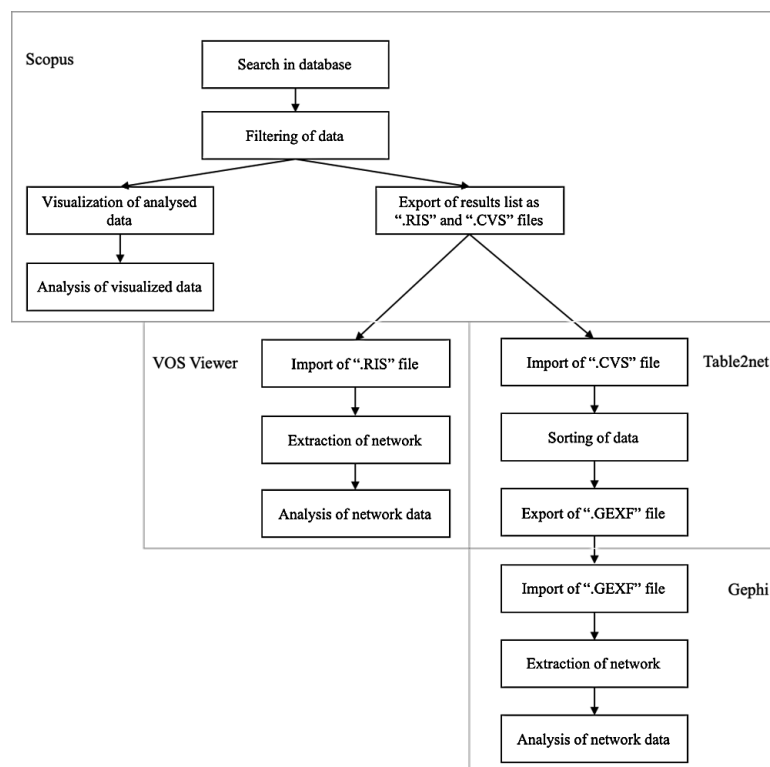 Scopus
Search in database
Filtering of data
Visualization of analysed
data
Export of results list as
“.RIS” and “.CVS” files
Analysis of visualized data
VOS Viewer
Import of “.RIS” file
Extraction of network
Analysis of network data
Table2net
Import of “.CVS” file
Sorting of data
Export of “.GEXF” file
Gephi
Import of “.GEXF” file
Extraction of network
Analysis of network data